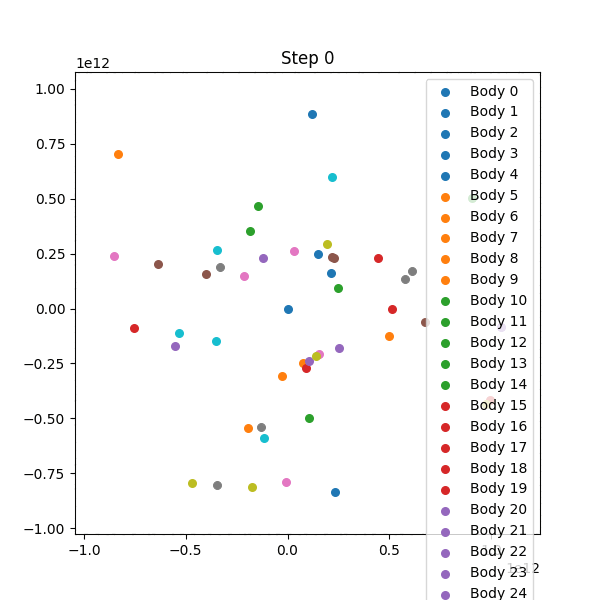 Step 0
1e12
1.00
0.75
0.50
0.25
0.00
−0.25
−0.50
−0.75
−1.00
−1.0
−0.5
0.0
0.5
Body 0
Body 1
Body 2
Body 3
Body 4
Body 5
Body 6
Body 7
Body 8
Body 9
Body 10
Body 11
Body 12
Body 13
Body 14
Body 15
Body 16
Body 17
Body 18
Body 19
Body 20
Body 21
Body 22
Body 23
Body 24